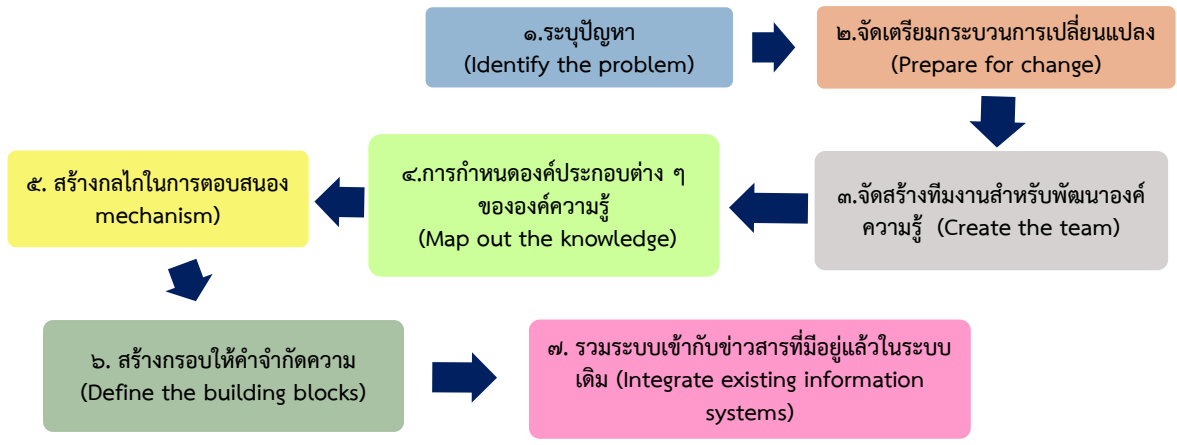 ๑.ระบุปัญหา
(Identify the problem)
๒.จัดเตรียมกระบวนการเปลี่ยนแปลง
(Prepare for change)
๓.จัดสร้างทีมงานสำหรับพัฒนาองค์
ความรู้ (Create the team)
๔.การกำหนดองค์ประกอบต่าง ๆ
ขององค์ความรู้
(Map out the knowledge)
๕. สร้างกลไกในการตอบสนอง
mechanism)
๖. สร้างกรอบให้คำจำกัดความ
(Define the building blocks)
๗. รวมระบบเข้ากับข่าวสารที่มีอยู่แล้วในระบบ
เดิม (Integrate existing information
systems)